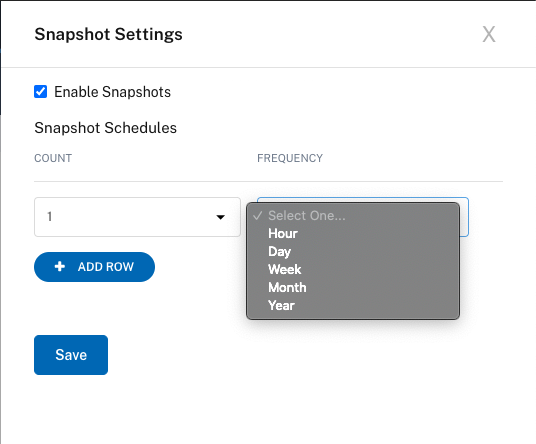 Snapshot Settings X
Enable Snapshots
Snapshot Schedules
COUNT FREQUENCY
1 Select One...
Hour
Day
Week
Month
Year
+ ADD ROW
Save